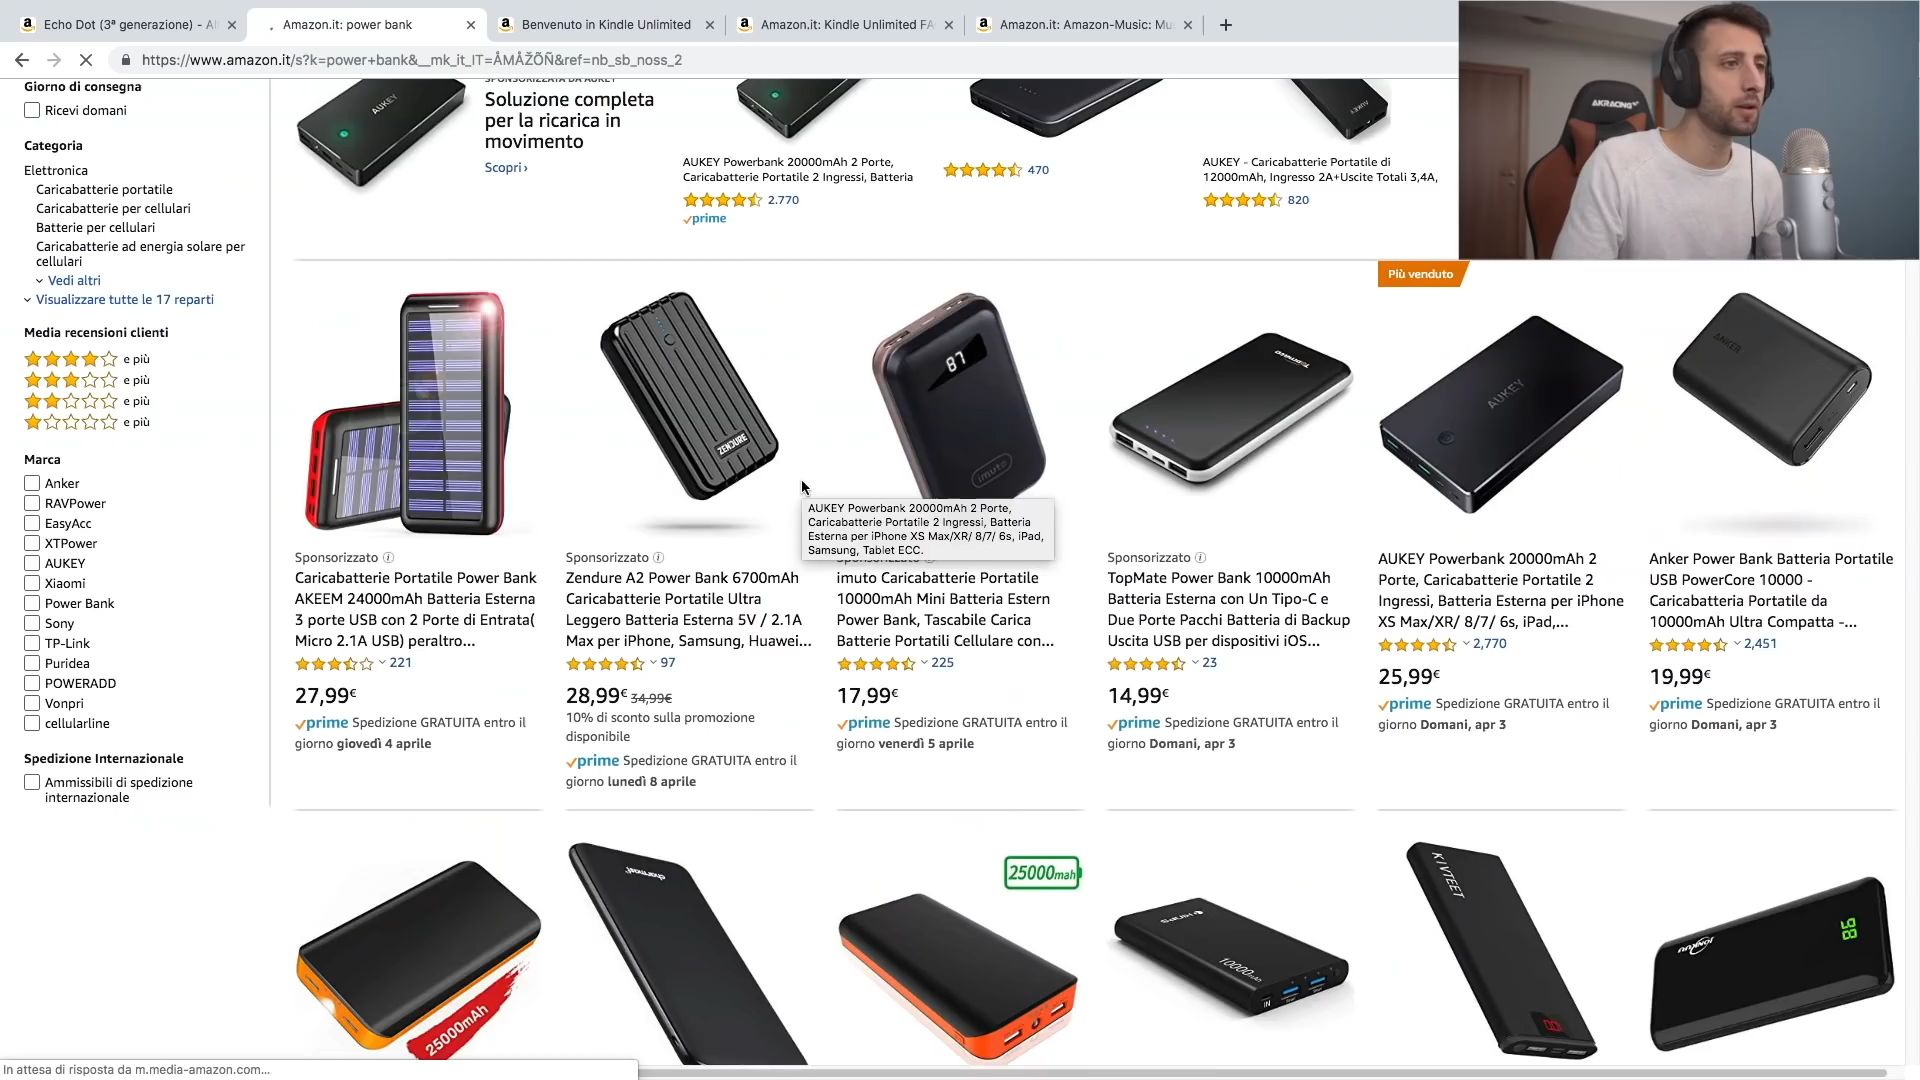 Echo Dot (3ª generazione) - Al
Amazon.it: power bank
Benvenuto in Kindle Unlimited
Amazon.it: Kindle Unlimited FA
Amazon.it: Amazon-Music: Mu
https://www.amazon.it/s?k=power+bank&__mk_it_IT=ÅMÅŽÕÑ&ref=nb_sb_noss_2
AKRACING
Giorno di consegna
Ricevi domani
Categoria
Elettronica
Caricabatterie portatile
Caricabatterie per cellulari
Batterie per cellulari
Caricabatterie ad energia solare per
cellulari
Vedi altri
Visualizzare tutte le 17 reparti
Media recensioni clienti
e più
e più
e più
e più
Marca
Anker
RAVPower
EasyAcc
XTPower
AUKEY
Xiaomi
Power Bank
Sony
TP-Link
Puridea
POWERADD
Vonpri
cellularline
Spedizione Internazionale
Ammissibili di spedizione
internazionale
AUKEY
SPONSORIZZATO DA AUKEY
Soluzione completa
per la ricarica in
movimento
Scopri ›
AUKEY Powerbank 20000mAh 2 Porte,
Caricabatterie Portatile 2 Ingressi, Batteria
2.770
prime
470
AUKEY
AUKEY - Caricabatterie Portatile di
12000mAh, Ingresso 2A+Uscite Totali 3,4A,
820
Più venduto
ZENDURE
87
imuto
TopMate
AUKEY
ANKER
AUKEY Powerbank 20000mAh 2 Porte,
Caricabatterie Portatile 2 Ingressi, Batteria
Esterna per iPhone XS Max/XR/ 8/7/ 6s, iPad,
Samsung, Tablet ECC.
Sponsorizzato
Caricabatterie Portatile Power Bank
AKEEM 24000mAh Batteria Esterna
3 porte USB con 2 Porte di Entrata(
Micro 2.1A USB) peraltro...
221
27,99€
prime Spedizione GRATUITA entro il
giorno giovedì 4 aprile
Sponsorizzato
Zendure A2 Power Bank 6700mAh
Caricabatterie Portatile Ultra
Leggero Batteria Esterna 5V / 2.1A
Max per iPhone, Samsung, Huawei...
97
28,99€ 34,99€
10% di sconto sulla promozione
disponibile
prime Spedizione GRATUITA entro il
giorno lunedì 8 aprile
Sponsorizzato
imuto Caricabatterie Portatile
10000mAh Mini Batteria Estern
Power Bank, Tascabile Carica
Batterie Portatili Cellulare con...
225
17,99€
prime Spedizione GRATUITA entro il
giorno venerdì 5 aprile
Sponsorizzato
TopMate Power Bank 10000mAh
Batteria Esterna con Un Tipo-C e
Due Porte Pacchi Batteria di Backup
Uscita USB per dispositivi iOS...
23
14,99€
prime Spedizione GRATUITA entro il
giorno Domani, apr 3
AUKEY Powerbank 20000mAh 2
Porte, Caricabatterie Portatile 2
Ingressi, Batteria Esterna per iPhone
XS Max/XR/ 8/7/ 6s, iPad,...
2,770
25,99€
prime Spedizione GRATUITA entro il
giorno Domani, apr 3
Anker Power Bank Batteria Portatile
USB PowerCore 10000 -
Caricabatteria Portatile da
10000mAh Ultra Compatta -...
2,451
19,99€
prime Spedizione GRATUITA entro il
giorno Domani, apr 3
25000mAh
charmast
25000mah
10000mAh
IN
KIVTEET
86
In attesa di risposta da m.media-amazon.com...